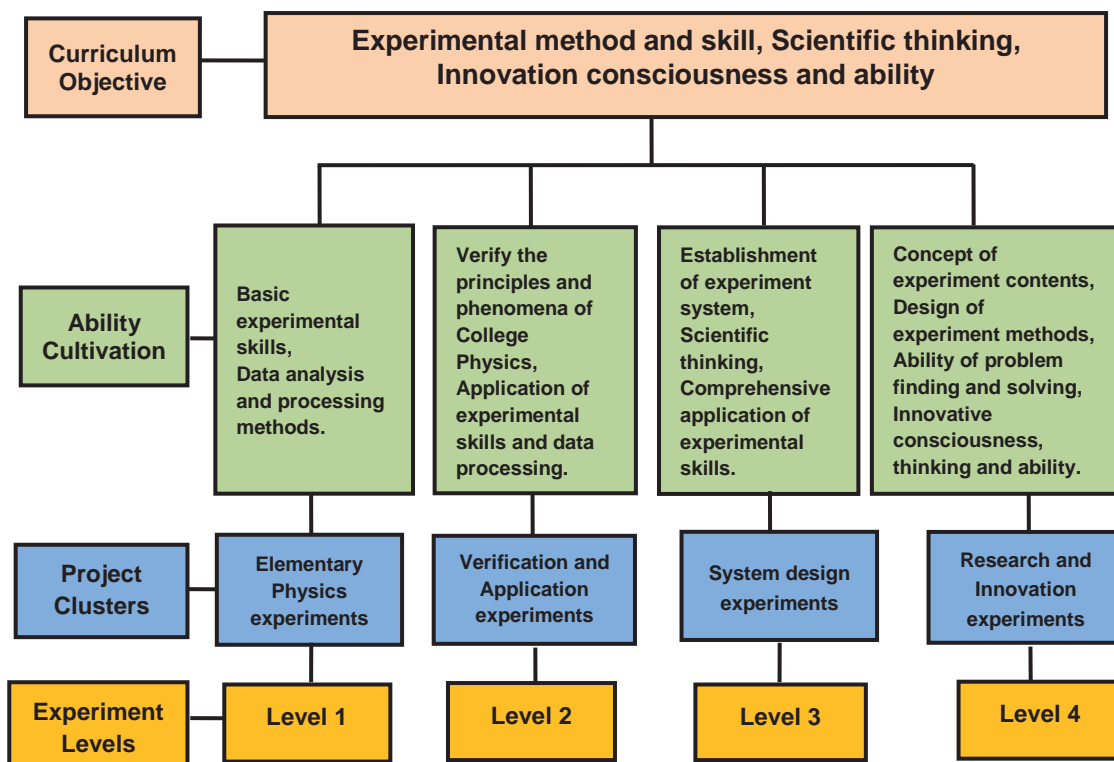 Curriculum
Objective
Experimental method and skill, Scientific thinking,
Innovation consciousness and ability
Ability
Cultivation
Basic
experimental
skills,
Data analysis
and processing
methods.
Verify the
principles and
phenomena of
College
Physics,
Application of
experimental
skills and data
processing.
Establishment
of experiment
system,
Scientific
thinking,
Comprehensive
application of
experimental
skills.
Concept of
experiment contents,
Design of
experiment methods,
Ability of problem
finding and solving,
Innovative
consciousness,
thinking and ability.
Project
Clusters
Elementary
Physics
experiments
Verification and
Application
experiments
System design
experiments
Research and
Innovation
experiments
Experiment
Levels
Level 1
Level 2
Level 3
Level 4